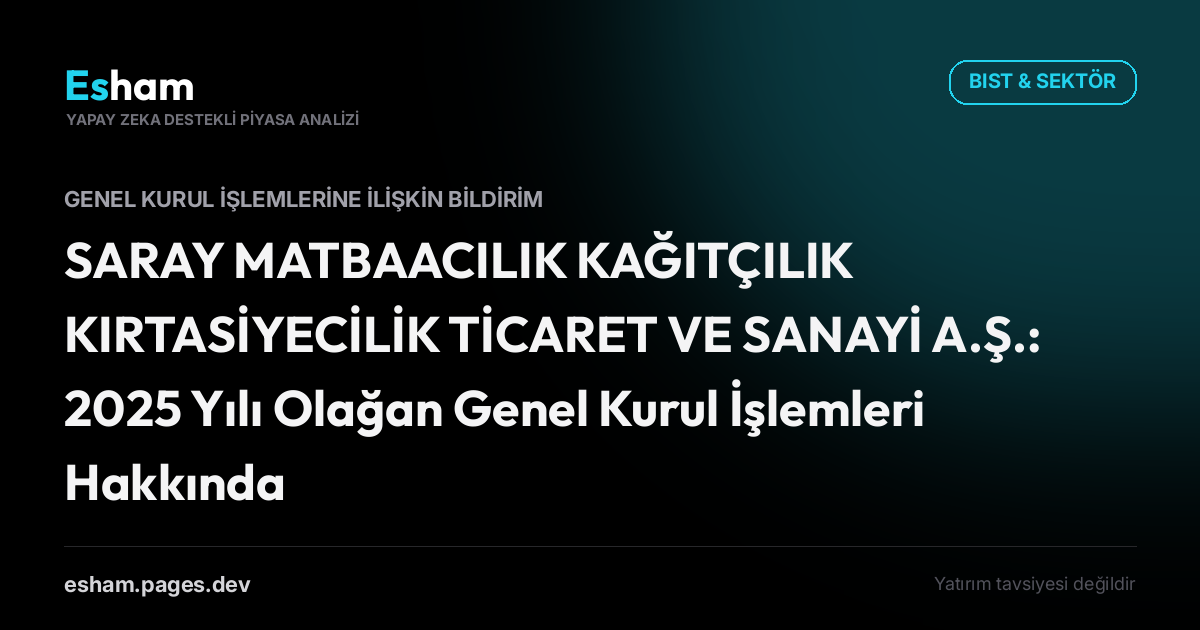 Esham
BIST & SEKTÖR
YAPAY ZEKA DESTEKLİ PİYASA ANALİZİ
GENEL KURUL İŞLEMLERİNE İLİŞKİN BİLDİRİM
SARAY MATBAACILIK KAĞITÇILIK
KIRTASİYECİLİK TİCARET VE SANAYİ A.Ş.:
2025 Yılı Olağan Genel Kurul İşlemleri
Hakkında
esham.pages.dev
Yatırım tavsiyesi değildir